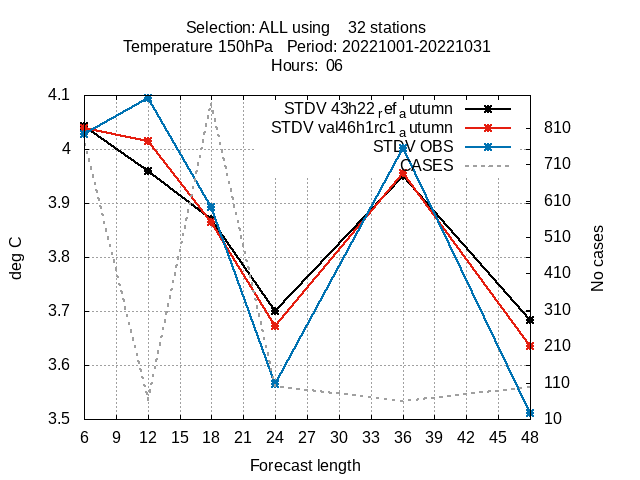 Selection: ALL using 32 stations
Temperature 150hPa Period: 20221001-20221031
Hours: 06
STDV 43h22ref autumn
STDV val46h1rc1autumn
STDV OBS
CASES
4.1
4
3.9
3.8
3.7
3.6
3.5
deg C
810
710
610
510
410
310
210
110
10
No cases
6 9 12 15 18 21 24 27 30 33 36 39 42 45 48
Forecast length